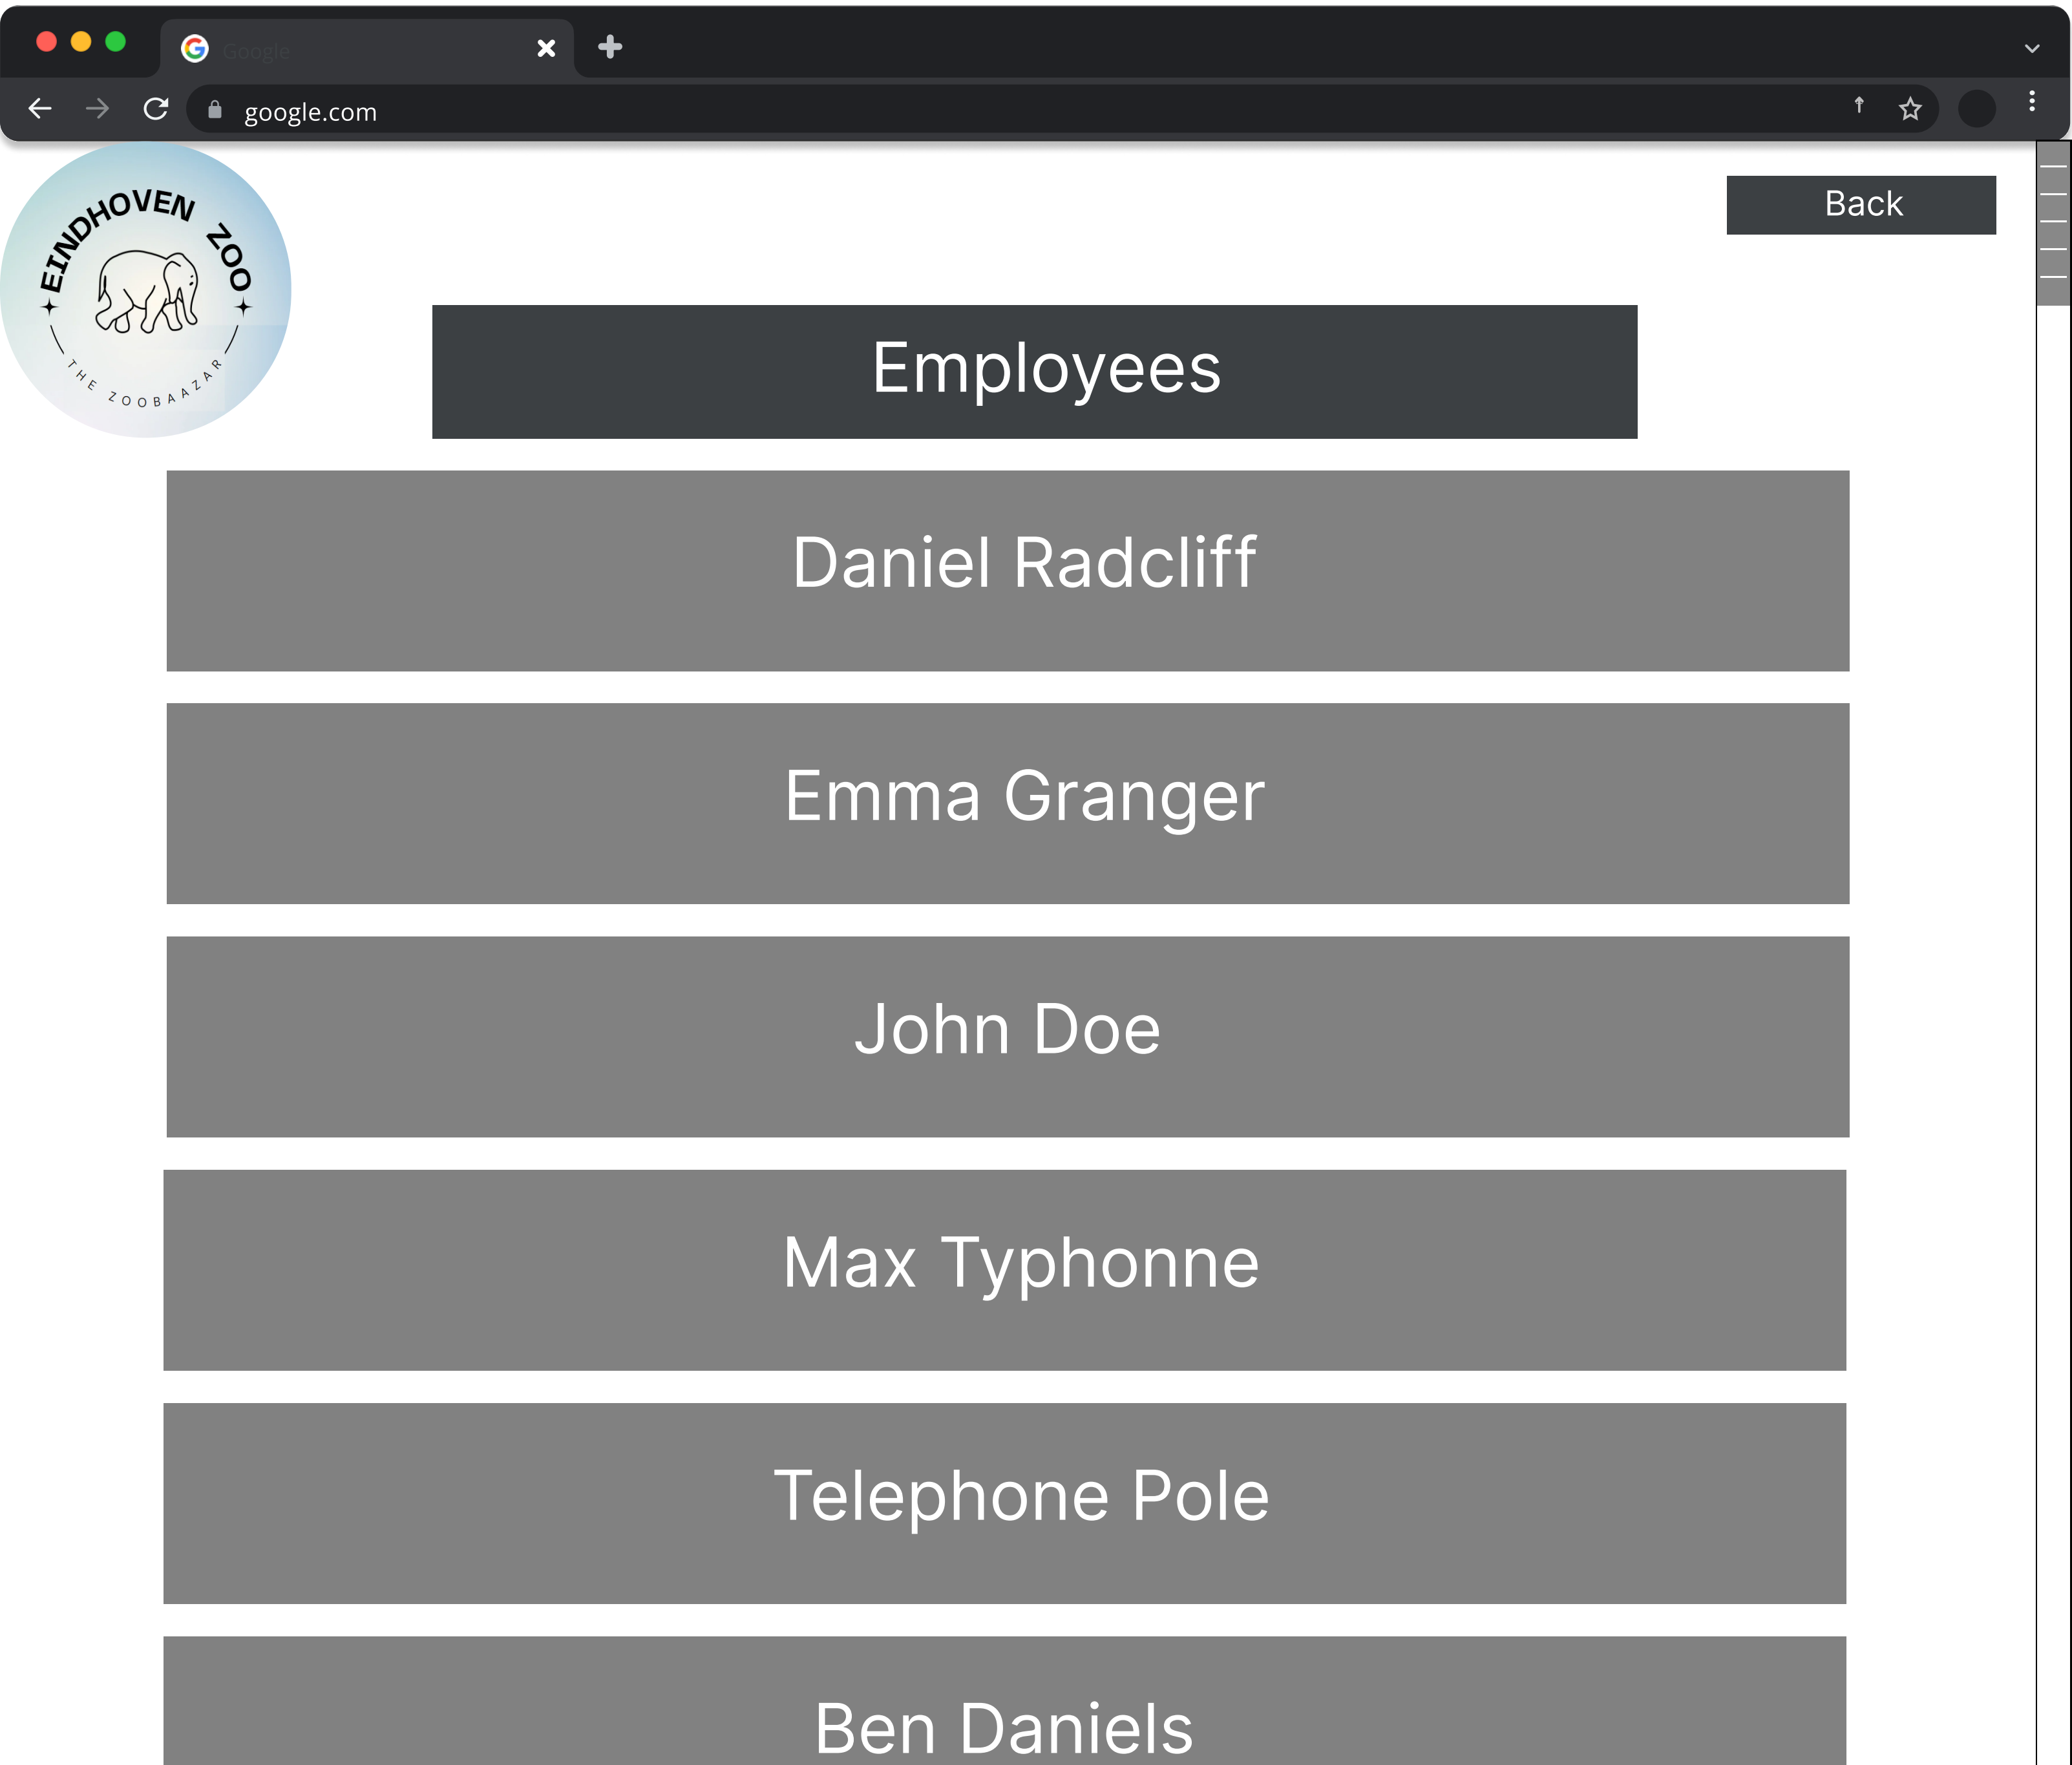 Google
google.com
EINDHOVEN ZOO
THE ZOOBAAZAR
Back
Employees
Daniel Radcliff
Emma Granger
John Doe
Max Typhonne
Telephone Pole
Ben Daniels